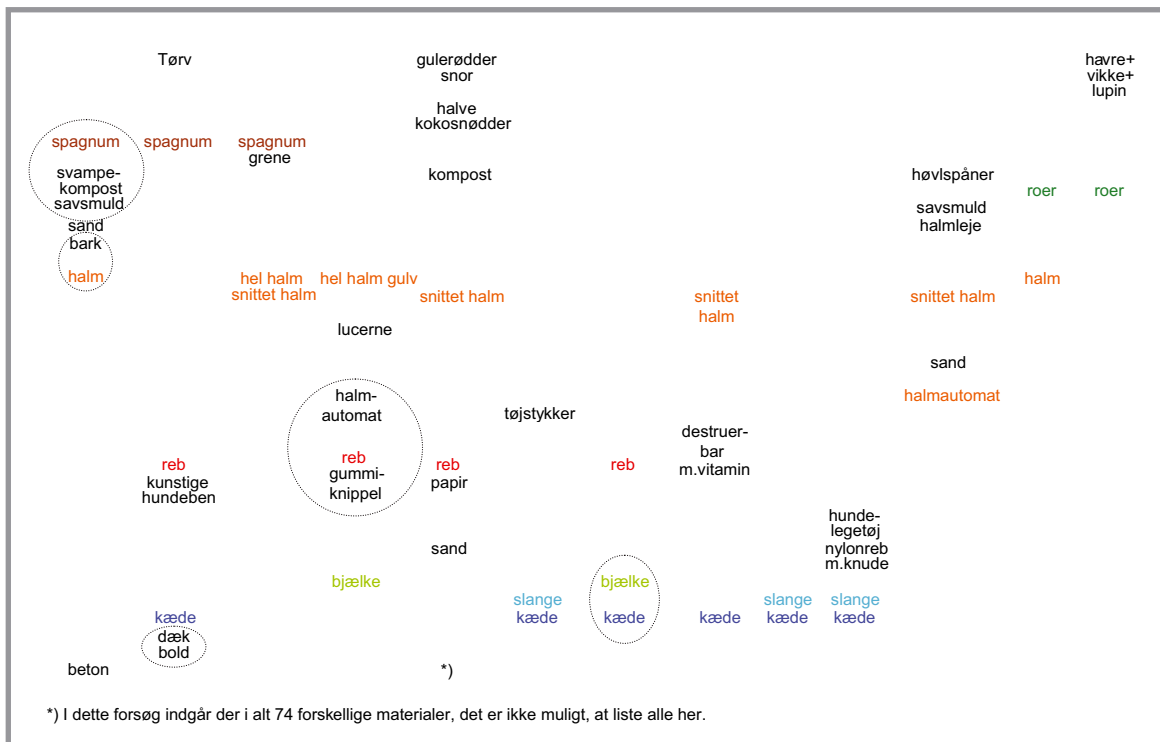 Tørv
spagnum
svampe-
kompost
savsmuld
sand
bark
halm
beton
spagnum
reb
kunstige
hundeben
kæde
dæk
bold
spagnum
grene
hel halm
snittet halm
hel halm gulv
lucerne
halm-
automat
reb
gummi-
knippel
bjælke
gulerødder
snor
halve
kokosnødder
kompost
snittet halm
reb
papir
sand
*)
tøjstykker
slange
kæde
reb
bjælke
kæde
snittet
halm
destruer-
bar
m.vitamin
kæde
slange
kæde
hunde-
legetøj
nylonreb
m.knude
slange
kæde
høvlspåner
savsmuld
halmleje
snittet halm
sand
halmautomat
roer
halm
havre+
vikke+
lupin
roer
*) I dette forsøg indgår der i alt 74 forskellige materialer, det er ikke muligt, at liste alle her.